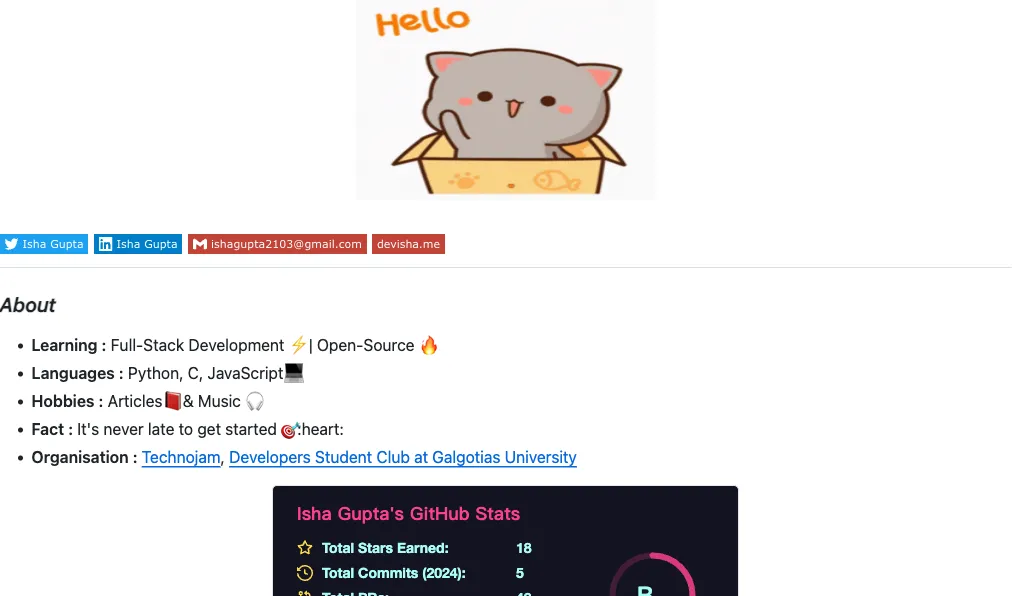 Hello
Isha Gupta Isha Gupta ishagupta2103@gmail.com devisha.me
About
• Learning : Full-Stack Development ⚡| Open-Source 🔥
• Languages : Python, C, JavaScript💻
• Hobbies : Articles📕& Music 🎧
• Fact : It's never late to get started 🎯:heart:
• Organisation : Technojam, Developers Student Club at Galgotias University
Isha Gupta's GitHub Stats
Total Stars Earned: 18
Total Commits (2024): 5